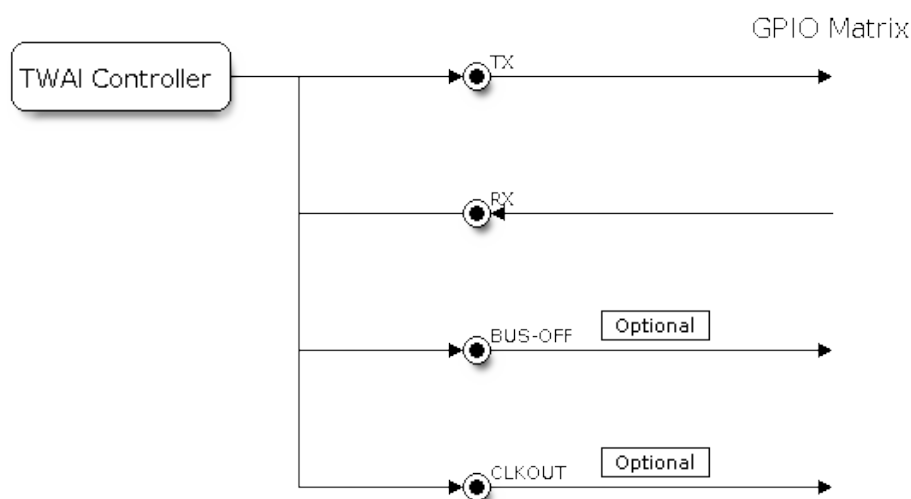 GPIO Matrix
TWAI Controller
TX
RX
BUS-OFF
Optional
CLKOUT
Optional